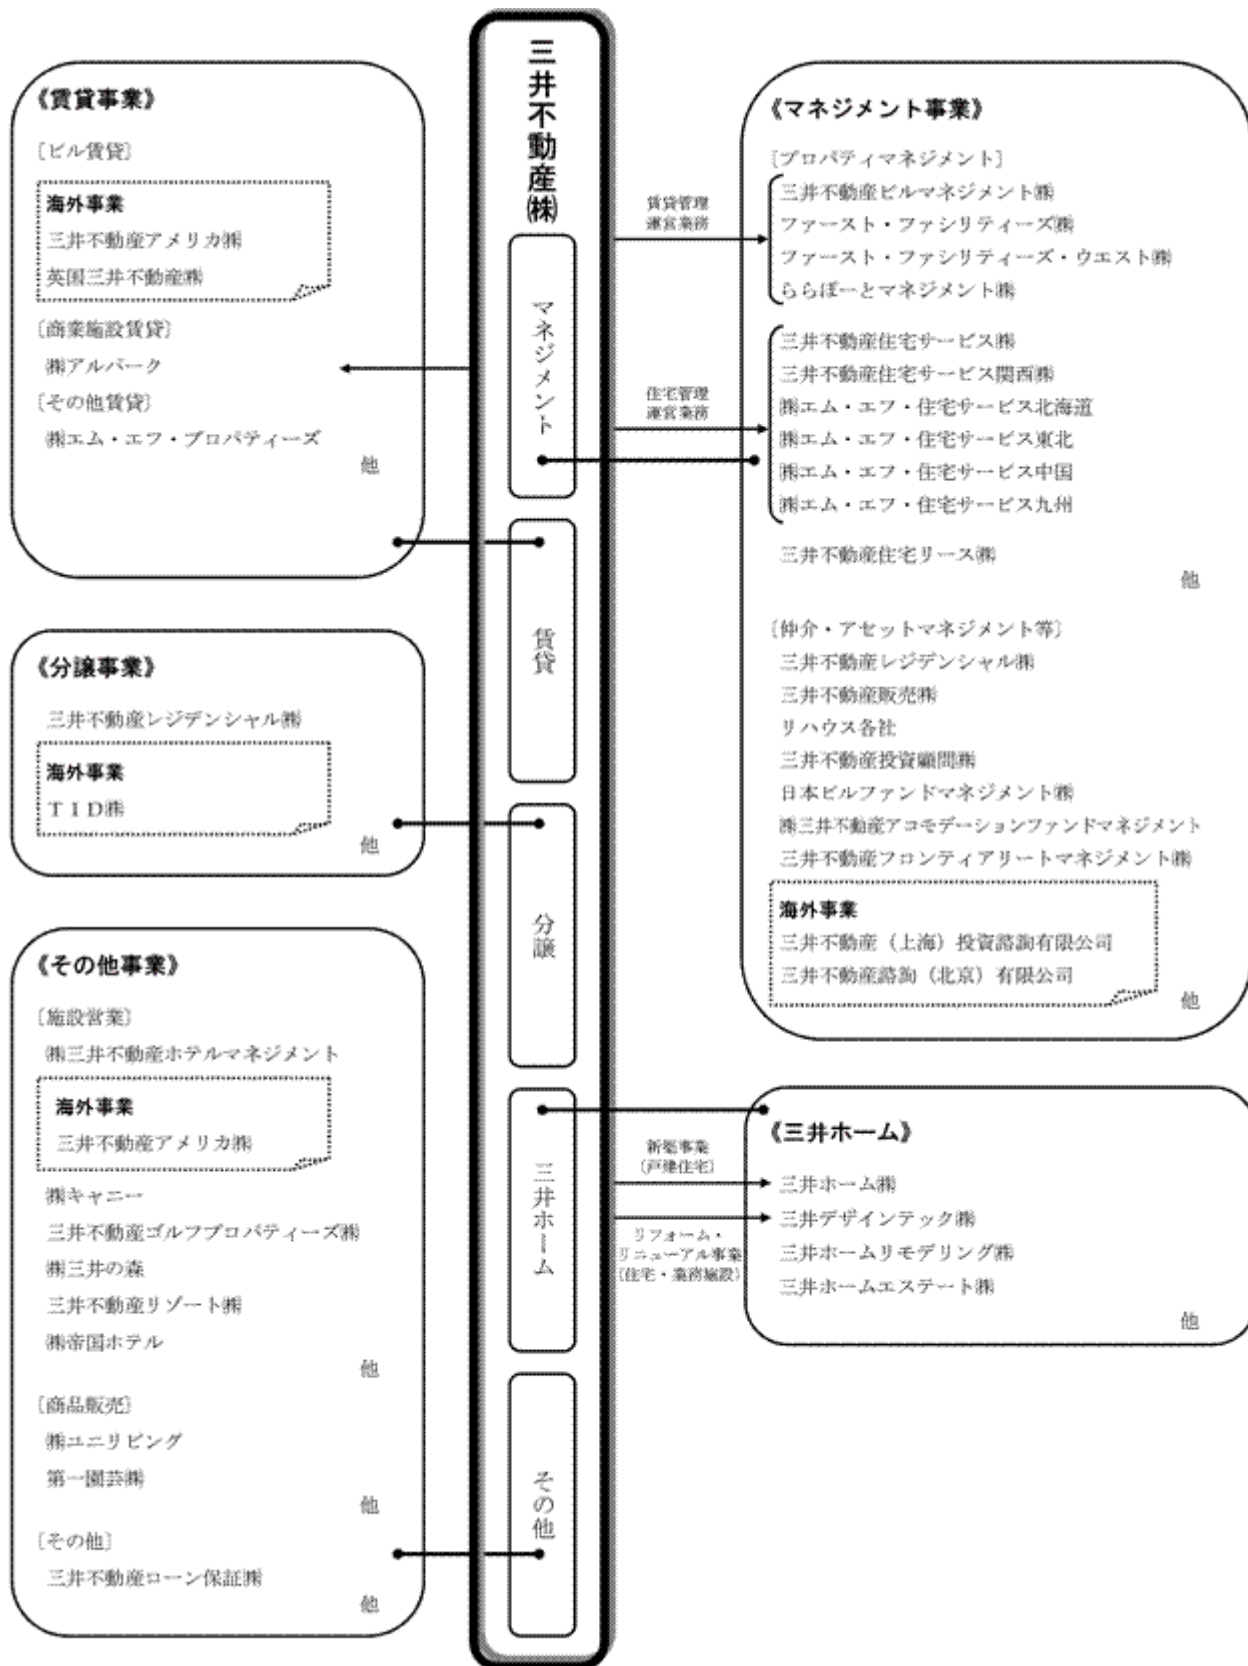 三井不動産㈱
マネジメント
賃貸
分譲
三井ホーム
その他
《賃貸事業》
〔ビル賃貸〕
海外事業
三井不動産アメリカ㈱
英国三井不動産㈱
〔商業施設賃貸〕
㈱アルパーク
〔その他賃貸〕
㈱エム・エフ・プロパティーズ
他
《分譲事業》
三井不動産レジデンシャル㈱
海外事業
ＴＩＤ㈱
他
《その他事業》
〔施設営業〕
㈱三井不動産ホテルマネジメント
海外事業
三井不動産アメリカ㈱
㈱キャニー
三井不動産ゴルフプロパティーズ㈱
㈱三井の森
三井不動産リゾート㈱
㈱帝国ホテル
他
〔商品販売〕
㈱ユニリビング
第一園芸㈱
他
〔その他〕
三井不動産ローン保証㈱
他
賃貸管理
運営業務
住宅管理
運営業務
《マネジメント事業》
〔プロパティマネジメント〕
三井不動産ビルマネジメント㈱
ファースト・ファシリティーズ㈱
ファースト・ファシリティーズ・ウエスト㈱
ららぽーとマネジメント㈱
三井不動産住宅サービス㈱
三井不動産住宅サービス関西㈱
㈱エム・エフ・住宅サービス北海道
㈱エム・エフ・住宅サービス東北
㈱エム・エフ・住宅サービス中国
㈱エム・エフ・住宅サービス九州
三井不動産住宅リース㈱
他
〔仲介・アセットマネジメント等〕
三井不動産レジデンシャル㈱
三井不動産販売㈱
リハウス各社
三井不動産投資顧問㈱
日本ビルファンドマネジメント㈱
㈱三井不動産アコモデーションファンドマネジメント
三井不動産フロンティアリートマネジメント㈱
海外事業
三井不動産（上海）投資諮詢有限公司
三井不動産諮詢（北京）有限公司
他
新築事業
（戸建住宅）
リフォーム・
リニューアル事業
（住宅・業務施設）
《三井ホーム》
三井ホーム㈱
三井デザインテック㈱
三井ホームリモデリング㈱
三井ホームエステート㈱
他